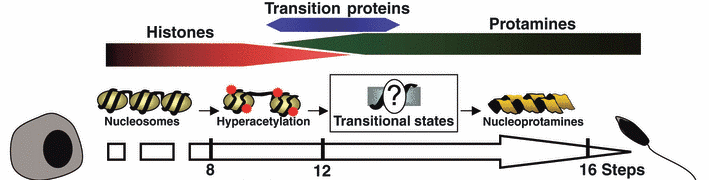 Transition proteins
Histones
Protamines
?
Nucleosomes
Hyperacetylation
Transitional states
Nucleoprotamines
8
12
16 Steps